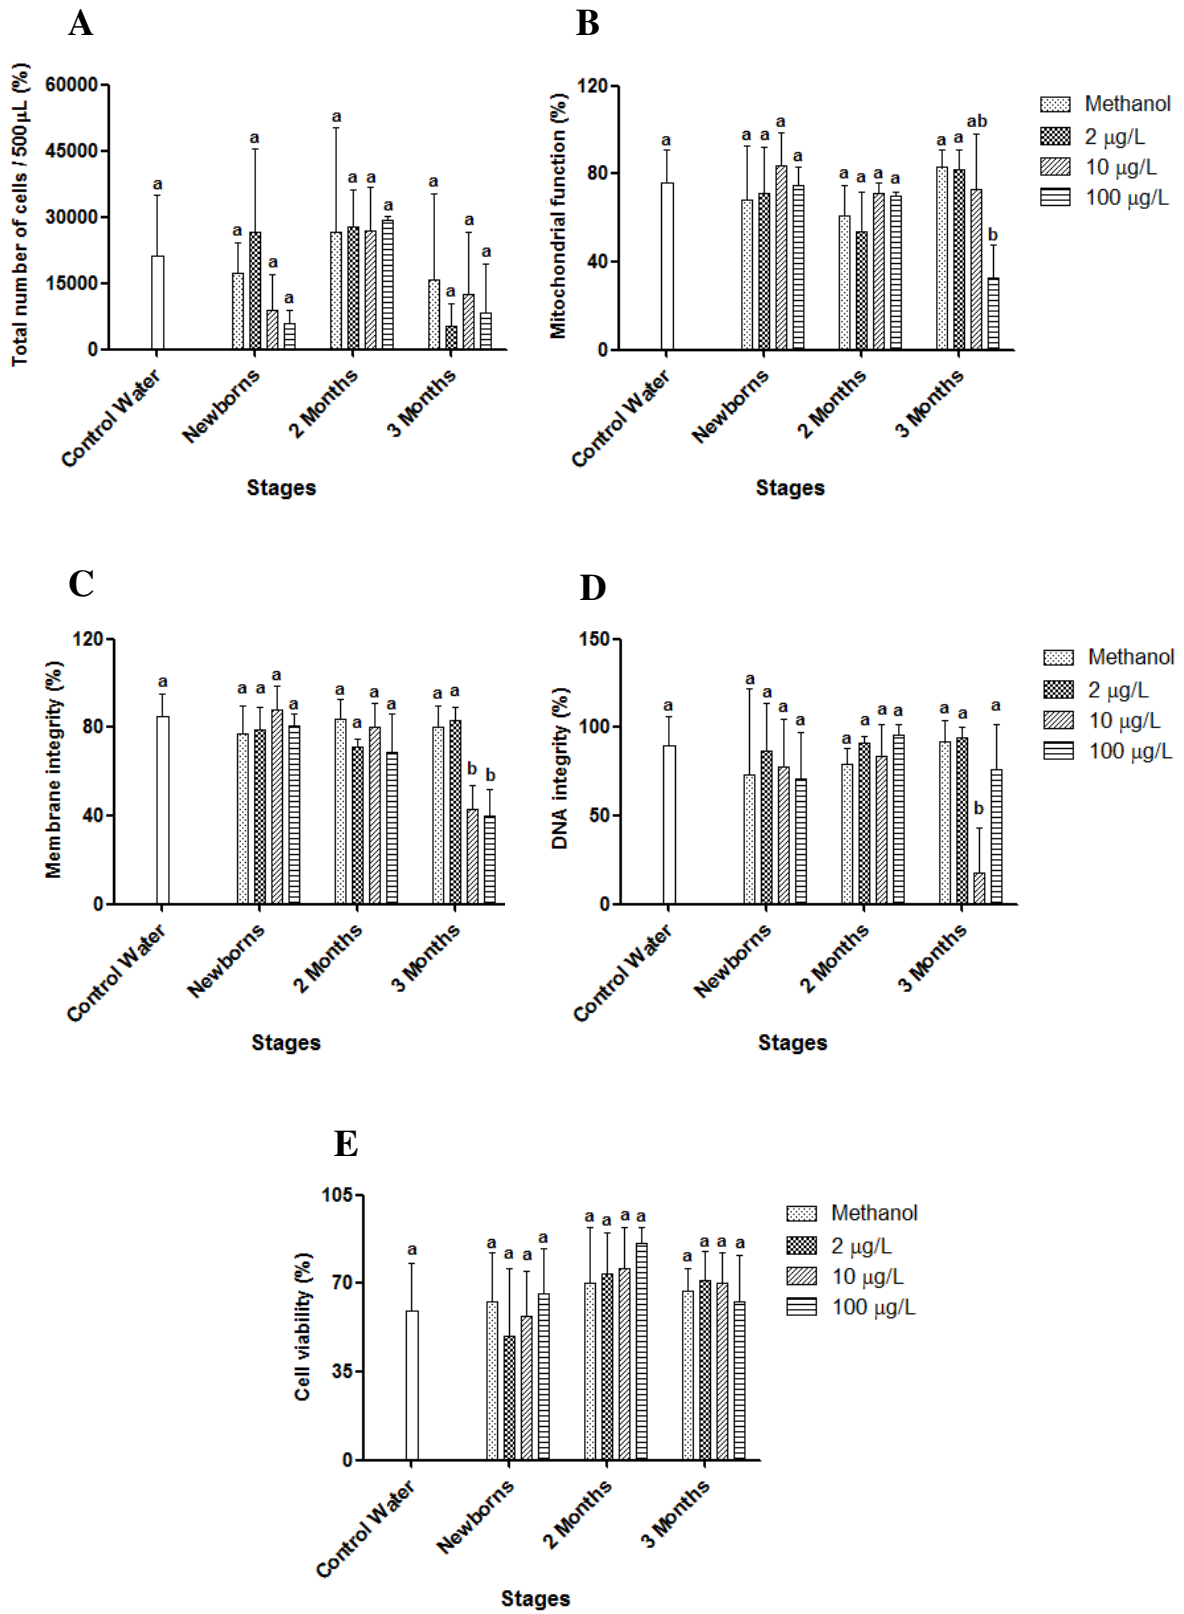 A
Total number of cells / 500µL (%)
60000
45000
30000
15000
0
a
a
a
a
a
a
a
a
a
a
a
a
a
Control Water
Newborns
2 Months
3 Months
Stages
B
Mitochondrial function (%)
120
80
40
0
a
a
a
a
a
a
a
a
a
a
a
ab
b
Control Water
Newborns
2 Months
3 Months
Stages
Methanol
2 µg/L
10 µg/L
100 µg/L
C
Membrane integrity (%)
120
80
40
0
a
a
a
a
a
a
a
a
a
a
a
b
b
Control Water
Newborns
2 Months
3 Months
Stages
D
DNA integrity (%)
150
100
50
0
a
a
a
a
a
a
a
a
a
a
a
b
a
Control Water
Newborns
2 Months
3 Months
Stages
Methanol
2 µg/L
10 µg/L
100 µg/L
E
Cell viability (%)
105
70
35
0
a
a
a
a
a
a
a
a
a
a
a
a
a
Control Water
Newborns
2 Months
3 Months
Stages
Methanol
2 µg/L
10 µg/L
100 µg/L